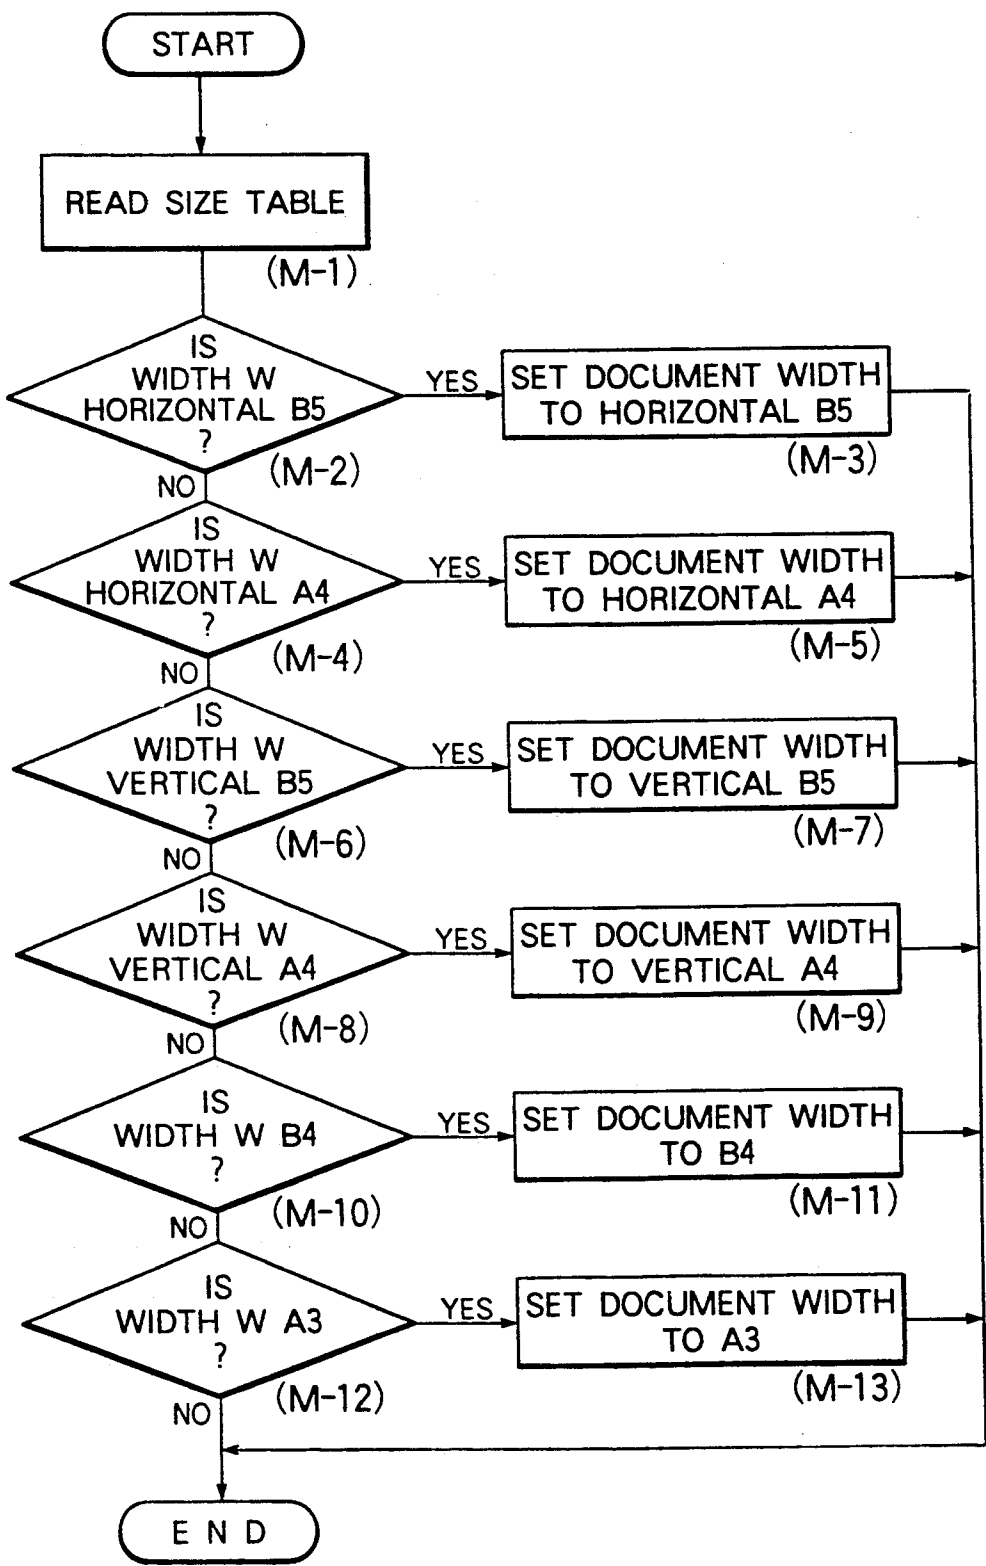 START
READ SIZE TABLE
(M-1)
IS
WIDTH W
HORIZONTAL B5
?
(M-2)
YES
SET DOCUMENT WIDTH
TO HORIZONTAL B5
(M-3)
NO
IS
WIDTH W
HORIZONTAL A4
?
(M-4)
YES
SET DOCUMENT WIDTH
TO HORIZONTAL A4
(M-5)
NO
IS
WIDTH W
VERTICAL B5
?
(M-6)
YES
SET DOCUMENT WIDTH
TO VERTICAL B5
(M-7)
NO
IS
WIDTH W
VERTICAL A4
?
(M-8)
YES
SET DOCUMENT WIDTH
TO VERTICAL A4
(M-9)
NO
IS
WIDTH W B4
?
(M-10)
YES
SET DOCUMENT WIDTH
TO B4
(M-11)
NO
IS
WIDTH W A3
?
(M-12)
YES
SET DOCUMENT WIDTH
TO A3
(M-13)
NO
END